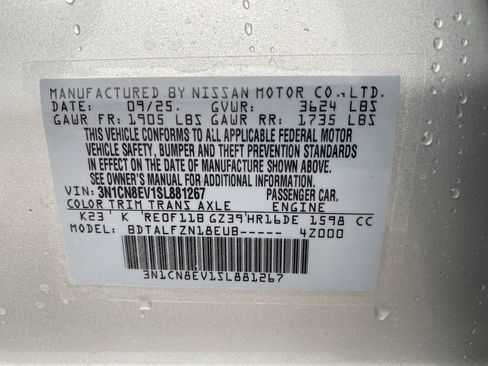 MANUFACTURED BY NISSAN MOTOR CO., LTD.
DATE: 09/25. GVWR: 3624 LBS
GAWR FR: 1905 LBS GAWR RR: 1735 LBS
THIS VEHICLE CONFORMS TO ALL APPLICABLE FEDERAL MOTOR
VEHICLE SAFETY, BUMPER AND THEFT PREVENTION STANDARDS
IN EFFECT ON THE DATE OF MANUFACTURE SHOWN ABOVE.
SEE OWNER'S MANUAL FOR ADDITIONAL INFORMATION.
VIN: 3N1CN8EV1SL881267 PASSENGER CAR.
COLOR TRIM TRANS AXLE ENGINE
K23 K RE0F11B GZ39 HR16DE 1598 CC
MODEL: BDTALFZN18EUB----- 4Z000
3N1CN8EV1SL881267